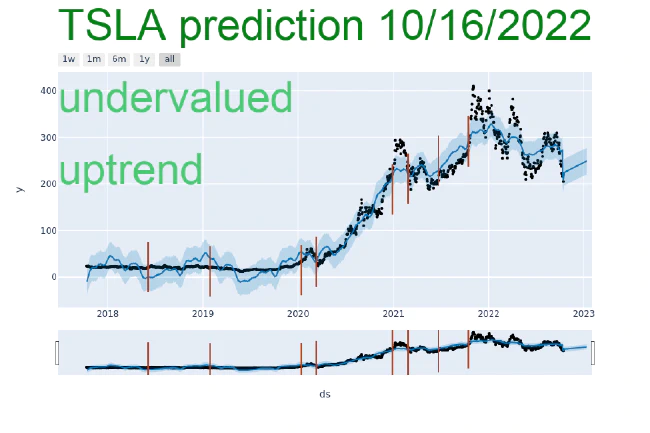 TSLA prediction 10/16/2022
1w 1m 6m 1y all
undervalued
uptrend
y
400
300
200
100
0
2018 2019 2020 2021 2022 2023
ds